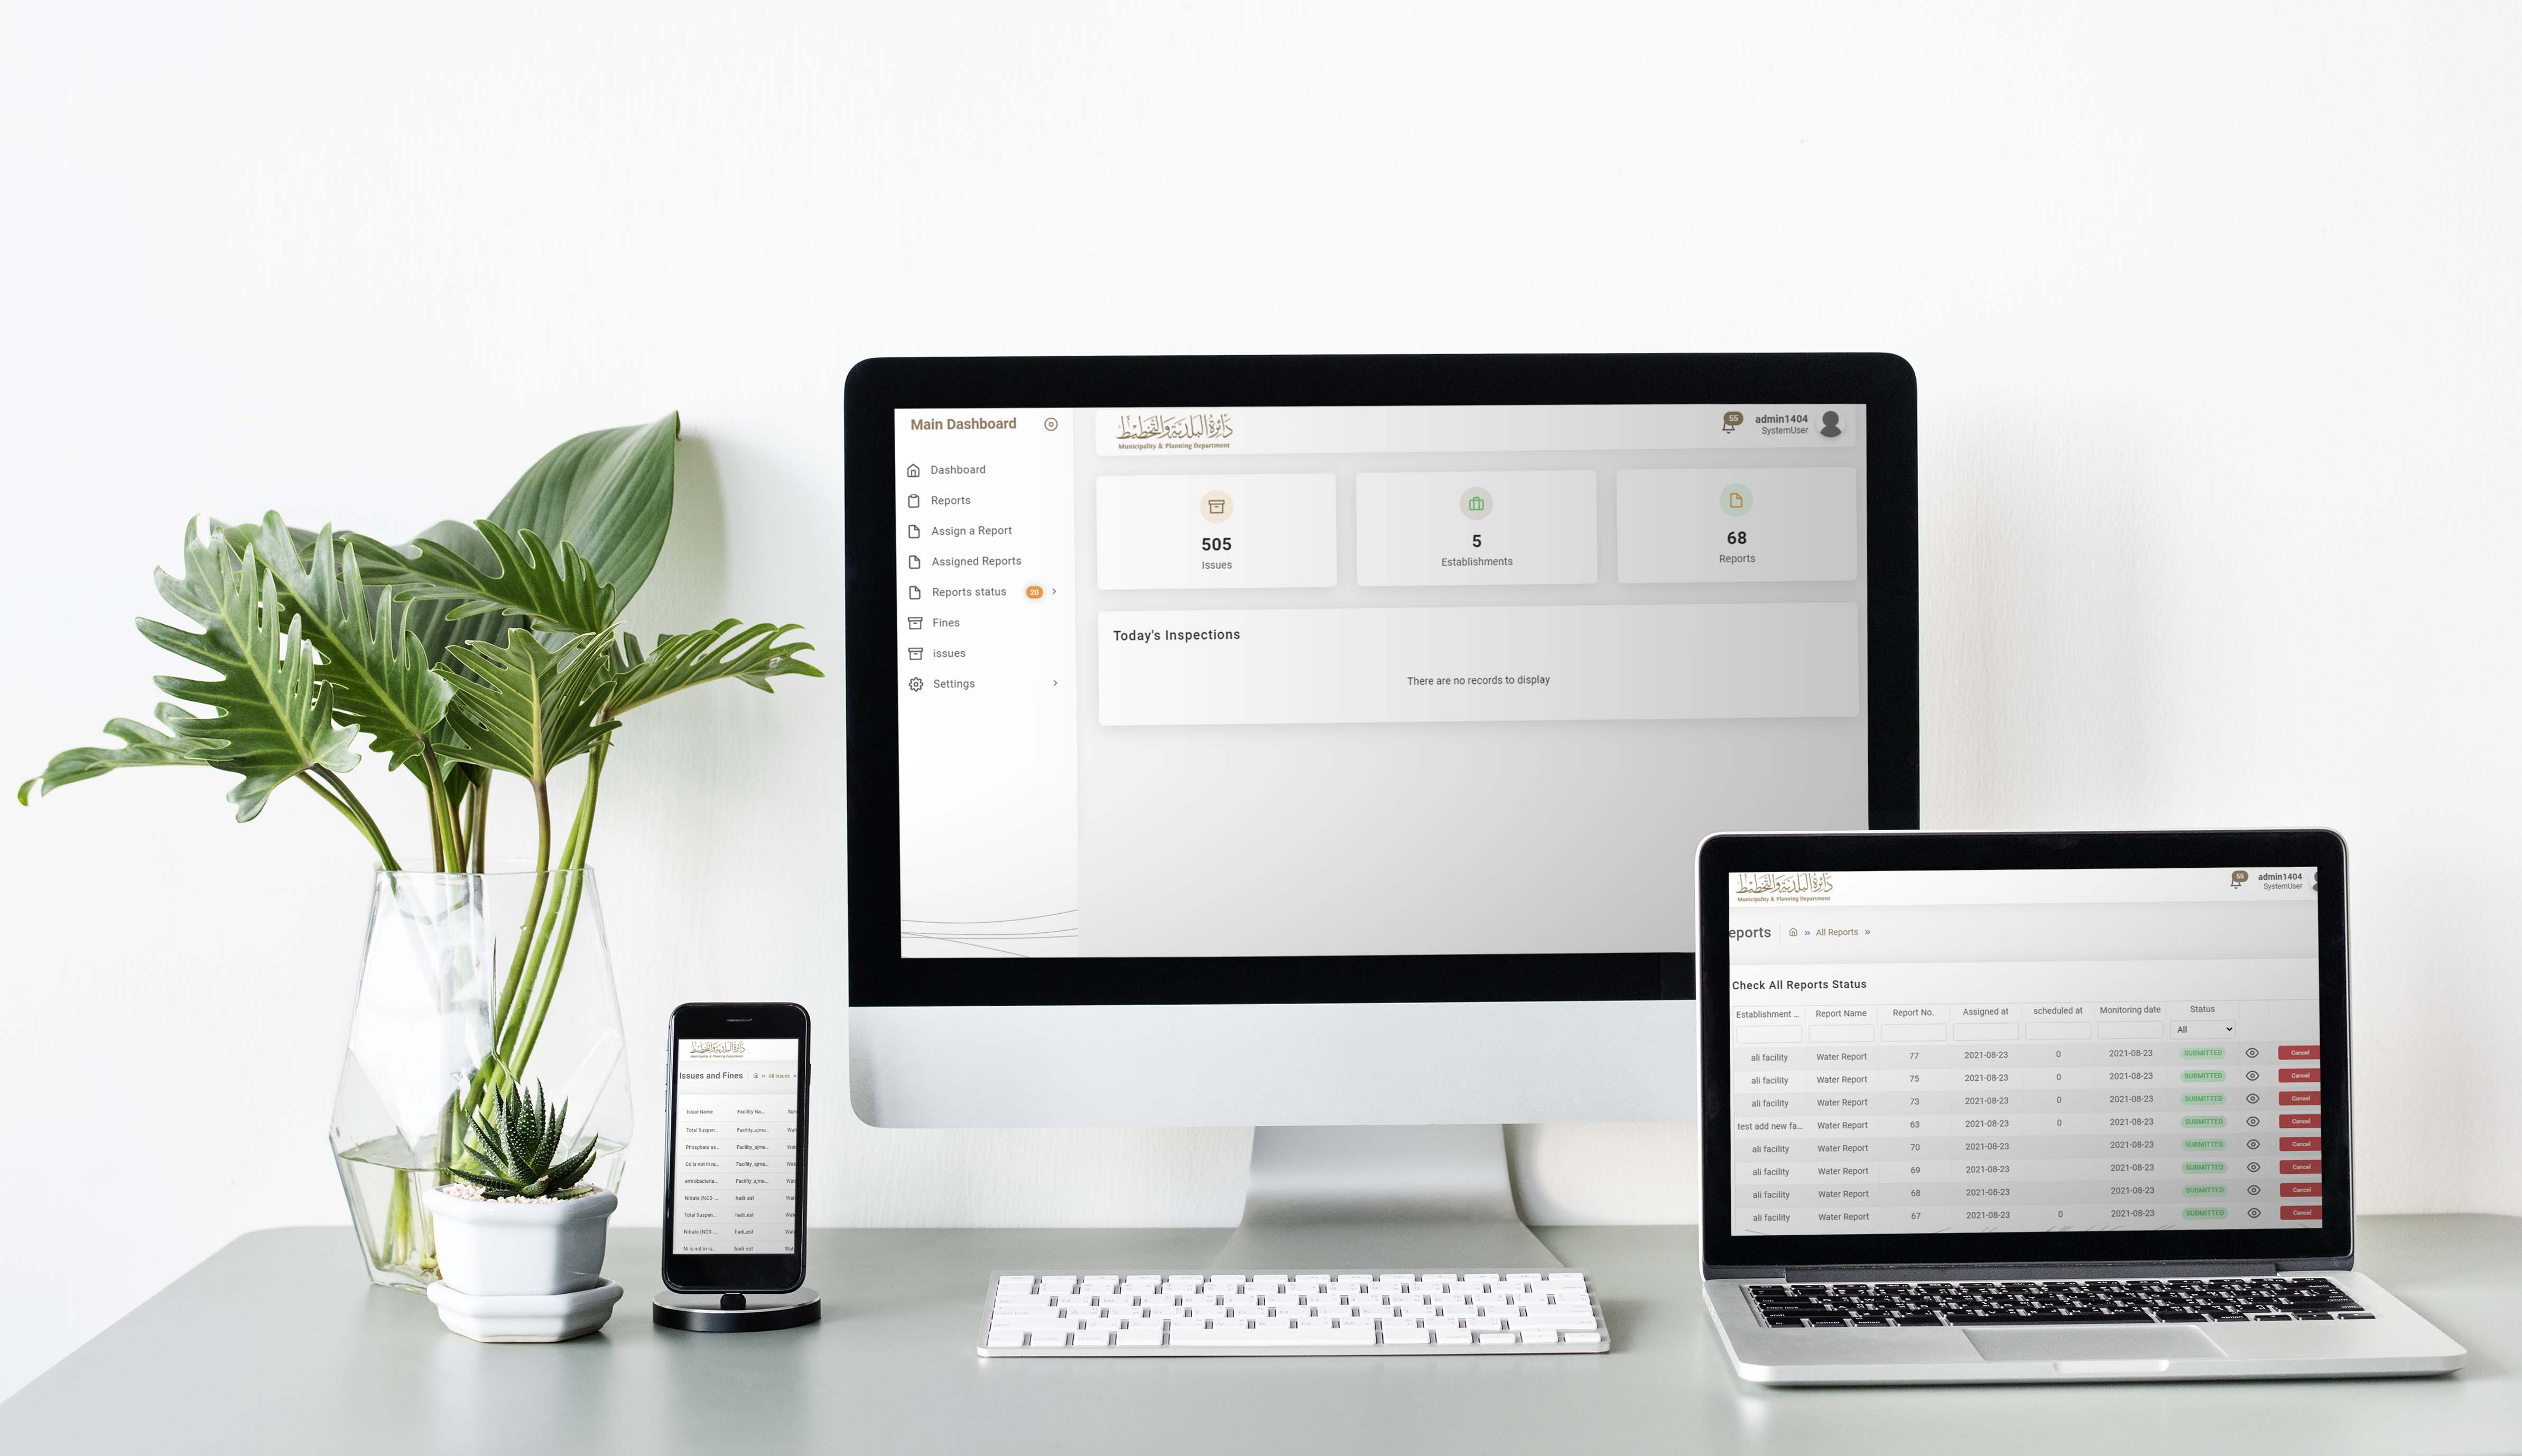 Main Dashboard
Dashboard
Reports
Assign a Report
Assigned Reports
Reports status 20
Fines
issues
Settings
دائرة البلدية والتخطيط
Municipality & Planning Department
55
admin1404
SystemUser
505
Issues
5
Establishments
68
Reports
Today's Inspections
There are no records to display
دائرة البلدية والتخطيط
Municipality & Planning Department
Issues and Fines » All Issues »
Issue Name Facility Na...
Total Suspen... Facility_ajma...
Phosphate as... Facility_ajma...
Cd is not in ra... Facility_ajma...
entrobacteria... Facility_ajma...
Nitrate (NO3- ... hadi_est
Total Suspen... hadi_est
Nitrate (NO3- ... hadi_est
Ni is not in ra... hadi_est
دائرة البلدية والتخطيط
Municipality & Planning Department
55
admin1404
SystemUser
eports » All Reports »
Check All Reports Status
Establishment ... Report Name Report No. Assigned at scheduled at Monitoring date Status
All
ali facility Water Report 77 2021-08-23 0 2021-08-23 SUBMITTED Cancel
ali facility Water Report 75 2021-08-23 0 2021-08-23 SUBMITTED Cancel
ali facility Water Report 73 2021-08-23 0 2021-08-23 SUBMITTED Cancel
test add new fa... Water Report 63 2021-08-23 0 2021-08-23 SUBMITTED Cancel
ali facility Water Report 70 2021-08-23 2021-08-23 SUBMITTED Cancel
ali facility Water Report 69 2021-08-23 2021-08-23 SUBMITTED Cancel
ali facility Water Report 68 2021-08-23 2021-08-23 SUBMITTED Cancel
ali facility Water Report 67 2021-08-23 0 2021-08-23 SUBMITTED Cancel